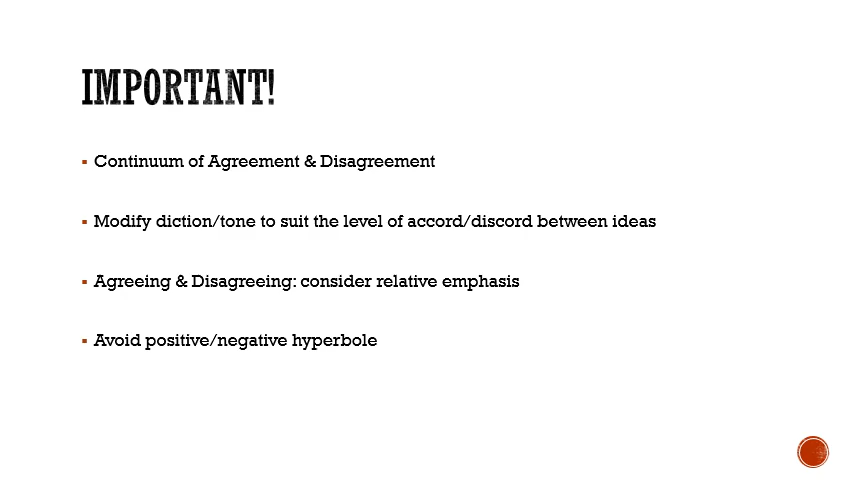 IMPORTANT!
▪ Continuum of Agreement & Disagreement
▪ Modify diction/tone to suit the level of accord/discord between ideas
▪ Agreeing & Disagreeing: consider relative emphasis
▪ Avoid positive/negative hyperbole